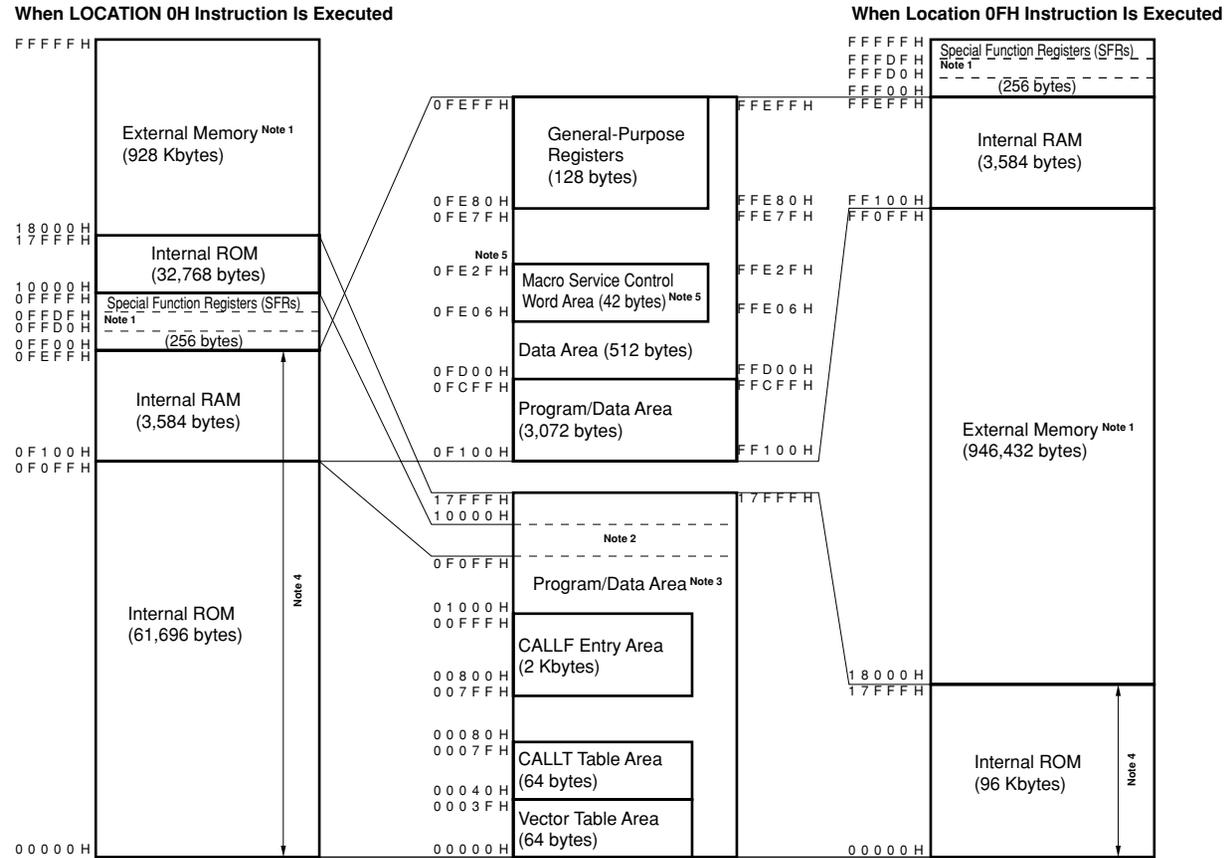 When LOCATION 0H Instruction Is Executed
When Location 0FH Instruction Is Executed
FFFFFH
External Memory Note 1
(928 Kbytes)
18000H
17FFFH
Internal ROM
(32,768 bytes)
10000H
0FFFFH
Special Function Registers (SFRs)
0FFDFH
Note 1
0FFD0H
(256 bytes)
0FF00H
0FEFFH
Internal RAM
(3,584 bytes)
0F100H
0F0FFH
Note 4
Internal ROM
(61,696 bytes)
00000H
0FEFFH
FFEFFH
General-Purpose
Registers
(128 bytes)
0FE80H
FFE80H
0FE7FH
FFE7FH
Note 5
0FE2FH
FFE2FH
Macro Service Control
Word Area (42 bytes) Note 5
0FE06H
FFE06H
Data Area (512 bytes)
0FD00H
FFD00H
0FCFFH
FFCFFH
Program/Data Area
(3,072 bytes)
0F100H
FF100H
17FFFH
17FFFH
10000H
Note 2
0F0FFH
Program/Data Area Note 3
01000H
00FFFH
CALLF Entry Area
(2 Kbytes)
00800H
007FFH
00080H
0007FH
CALLT Table Area
(64 bytes)
00040H
0003FH
Vector Table Area
(64 bytes)
00000H
FFFFFH
Special Function Registers (SFRs)
FFFDFH
Note 1
FFFD0H
(256 bytes)
FFF00H
FFEFFH
Internal RAM
(3,584 bytes)
FF100H
FF0FFH
External Memory Note 1
(946,432 bytes)
18000H
17FFFH
Internal ROM
(96 Kbytes)
Note 4
00000H